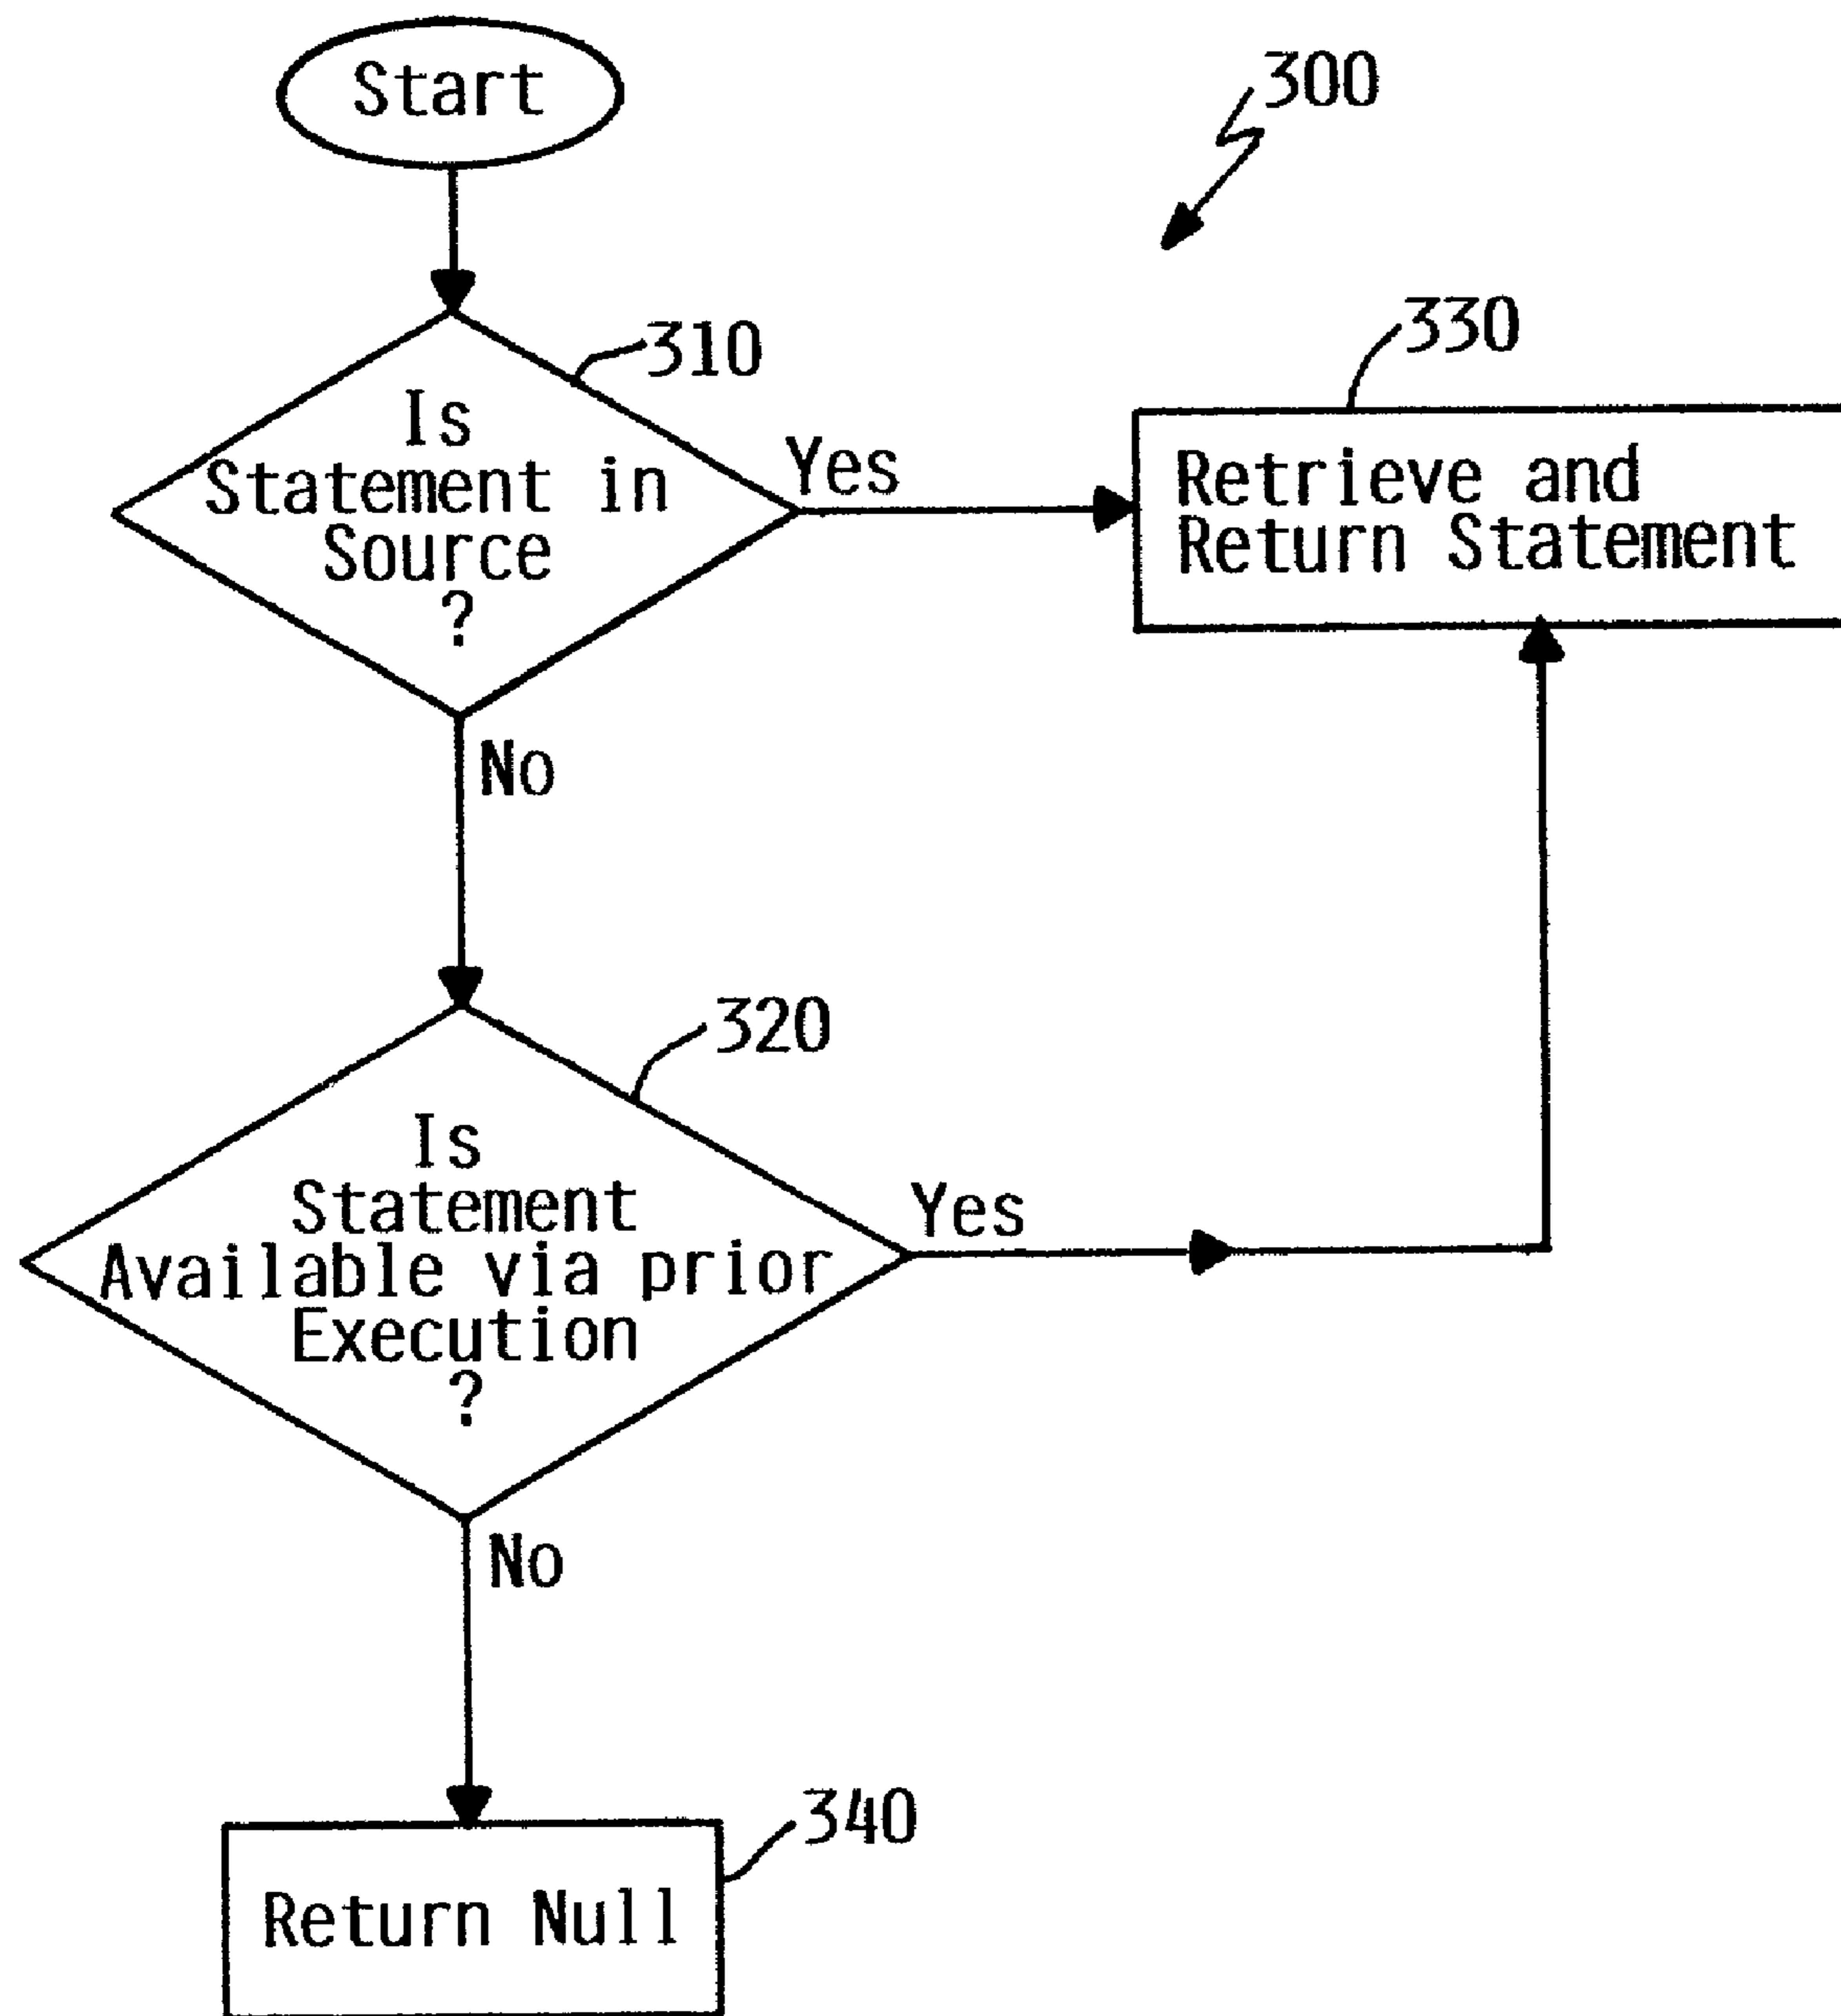 Start
300
310
Is
Statement in
Source
?
Yes
330
Retrieve and
Return Statement
No
320
Is
Statement
Available via prior
Execution
?
Yes
No
340
Return Null